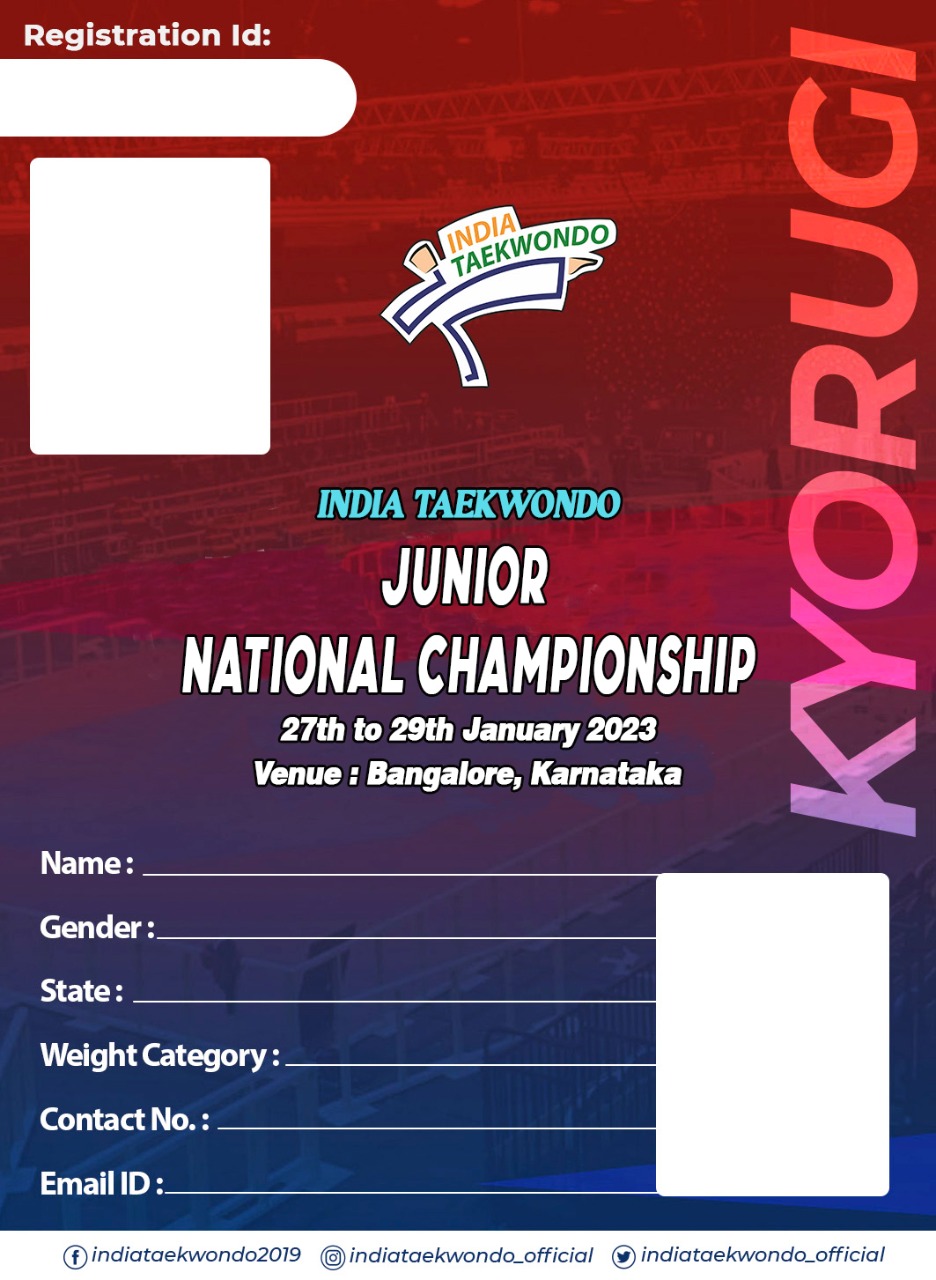 Registration Id:
KYORUGI
INDIA
TAEKWONDO
INDIA TAEKWONDO
JUNIOR
NATIONAL CHAMPIONSHIP
27th to 29th January 2023
Venue : Bangalore, Karnataka
Name :
Gender :
State :
Weight Category :
Contact No. :
Email ID :
indiataekwondo2019 indiataekwondo_official indiataekwondo_official